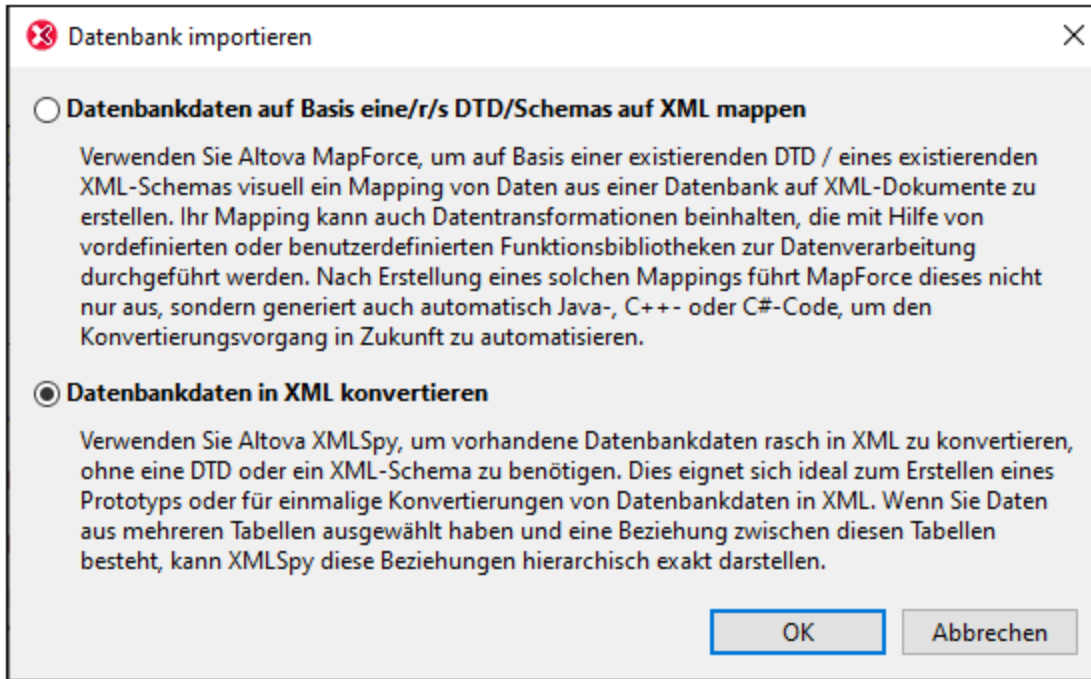 Datenbank importieren
Datenbankdaten auf Basis eine/r/s DTD/Schemas auf XML mappen
Verwenden Sie Altova MapForce, um auf Basis einer existierenden DTD / eines existierenden
XML-Schemas visuell ein Mapping von Daten aus einer Datenbank auf XML-Dokumente zu
erstellen. Ihr Mapping kann auch Datentransformationen beinhalten, die mit Hilfe von
vordefinierten oder benutzerdefinierten Funktionsbibliotheken zur Datenverarbeitung
durchgeführt werden. Nach Erstellung eines solchen Mappings führt MapForce dieses nicht
nur aus, sondern generiert auch automatisch Java-, C++- oder C#-Code, um den
Konvertierungsvorgang in Zukunft zu automatisieren.
Datenbankdaten in XML konvertieren
Verwenden Sie Altova XMLSpy, um vorhandene Datenbankdaten rasch in XML zu konvertieren,
ohne eine DTD oder ein XML-Schema zu benötigen. Dies eignet sich ideal zum Erstellen eines
Prototyps oder für einmalige Konvertierungen von Datenbankdaten in XML. Wenn Sie Daten
aus mehreren Tabellen ausgewählt haben und eine Beziehung zwischen diesen Tabellen
besteht, kann XMLSpy diese Beziehungen hierarchisch exakt darstellen.
OK Abbrechen